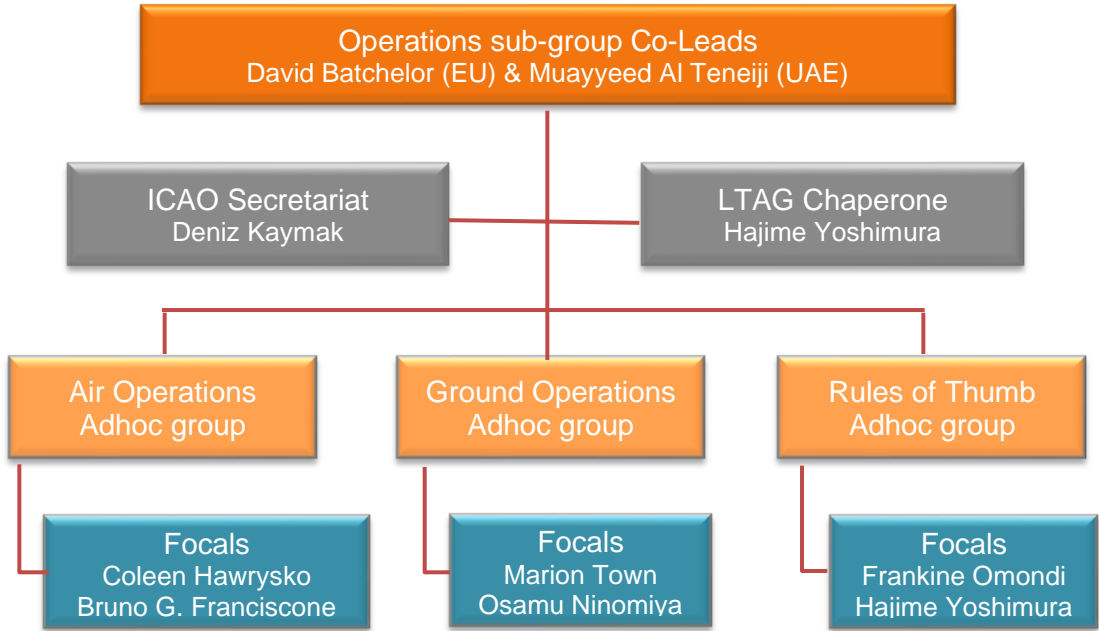 Operations sub-group Co-Leads
David Batchelor (EU) & Muayyeed Al Teneiji (UAE)
ICAO Secretariat
Deniz Kaymak
LTAG Chaperone
Hajime Yoshimura
Air Operations
Adhoc group
Ground Operations
Adhoc group
Rules of Thumb
Adhoc group
Focals
Coleen Hawrysko
Bruno G. Franciscone
Focals
Marion Town
Osamu Ninomiya
Focals
Frankine Omondi
Hajime Yoshimura